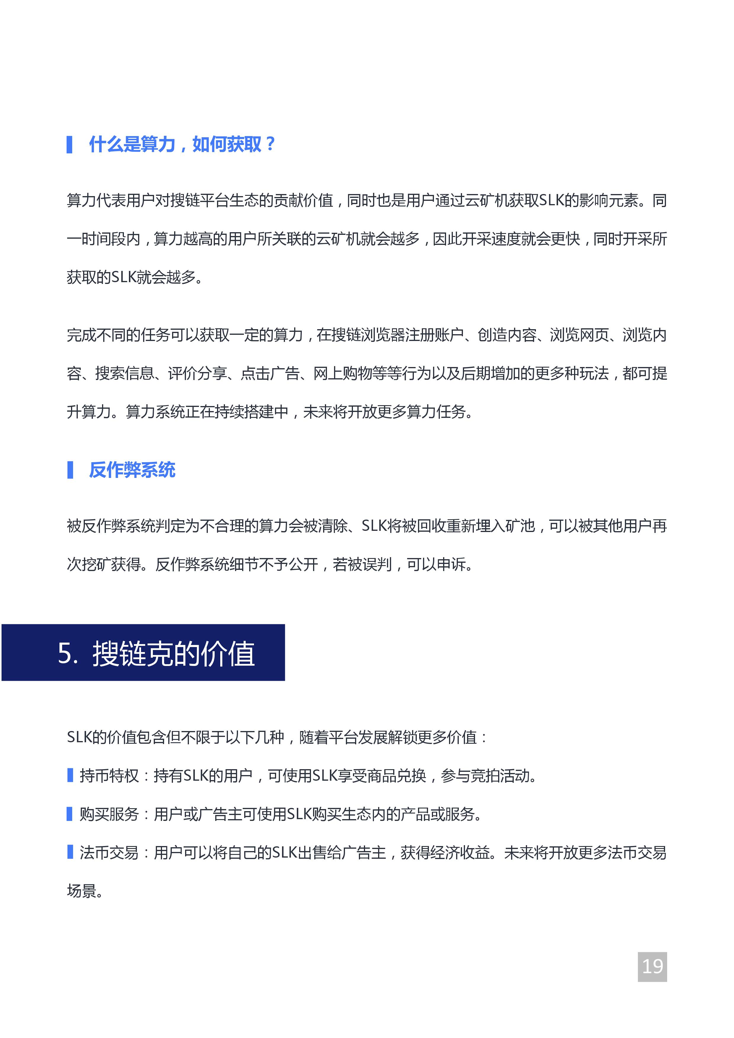 什么是算力，如何获取？
算力代表用户对搜链平台生态的贡献价值，同时也是用户通过云矿机获取SLK的影响元素。同
一时间段内，算力越高的用户所关联的云矿机就会越多，因此开采速度就会更快，同时开采所
获取的SLK就会越多。
完成不同的任务可以获取一定的算力，在搜链浏览器注册账户、创造内容、浏览网页、浏览内
容、搜索信息、评价分享、点击广告、网上购物等等行为以及后期增加的更多种玩法，都可提
升算力。算力系统正在持续搭建中，未来将开放更多算力任务。
反作弊系统
被反作弊系统判定为不合理的算力会被清除、SLK将被回收重新埋入矿池，可以被其他用户再
次挖矿获得。反作弊系统细节不予公开，若被误判，可以申诉。
5. 搜链克的价值
SLK的价值包含但不限于以下几种，随着平台发展解锁更多价值：
持币特权：持有SLK的用户，可使用SLK享受商品兑换，参与竞拍活动。
购买服务：用户或广告主可使用SLK购买生态内的产品或服务。
法币交易：用户可以将自己的SLK出售给广告主，获得经济收益。未来将开放更多法币交易
场景。
19